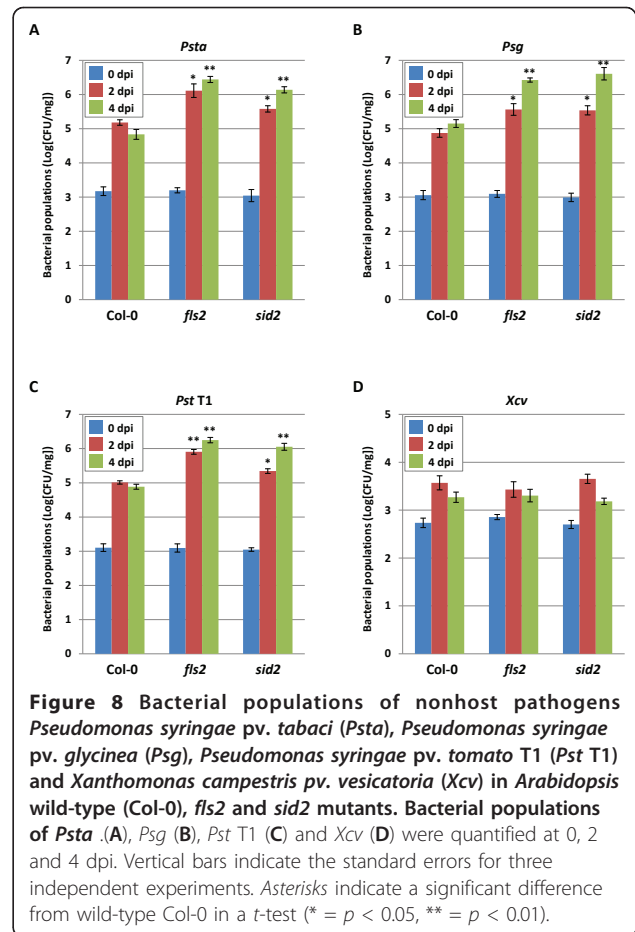 A
Psta
Bacterial populations (Log[CFU/mg])
7
6
5
4
3
2
1
0
0 dpi
2 dpi
4 dpi
* ** * **
Col-0 fls2 sid2
B
Psg
Bacterial populations (Log[CFU/mg])
7
6
5
4
3
2
1
0
0 dpi
2 dpi
4 dpi
* ** * **
Col-0 fls2 sid2
C
Pst T1
Bacterial populations (Log[CFU/mg])
7
6
5
4
3
2
1
0
0 dpi
2 dpi
4 dpi
** ** * **
Col-0 fls2 sid2
D
Xcv
Bacterial populations (Log[CFU/mg])
5
4
3
2
1
0
0 dpi
2 dpi
4 dpi
Col-0 fls2 sid2
Figure 8 Bacterial populations of nonhost pathogens
Pseudomonas syringae pv. tabaci (Psta), Pseudomonas syringae
pv. glycinea (Psg), Pseudomonas syringae pv. tomato T1 (Pst T1)
and Xanthomonas campestris pv. vesicatoria (Xcv) in Arabidopsis
wild-type (Col-0), fls2 and sid2 mutants. Bacterial populations
of Psta .(A), Psg (B), Pst T1 (C) and Xcv (D) were quantified at 0, 2
and 4 dpi. Vertical bars indicate the standard errors for three
independent experiments. Asterisks indicate a significant difference
from wild-type Col-0 in a t-test (* = p < 0.05, ** = p < 0.01).